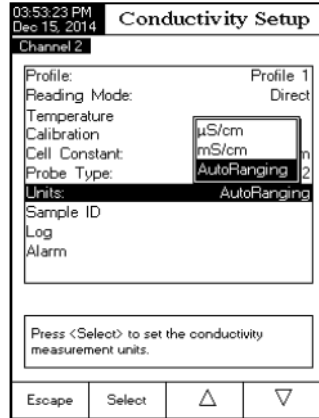 03:53:23 PM
Dec 15, 2014
Conductivity Setup
Channel 2
Profile: Profile 1
Reading Mode: Direct
Temperature
Calibration
µS/cm
Cell Constant: mS/cm
Probe Type: AutoRanging 2
Units: AutoRanging
Sample ID
Log
Alarm
Press <Select> to set the conductivity
measurement units.
Escape Select △ ▽